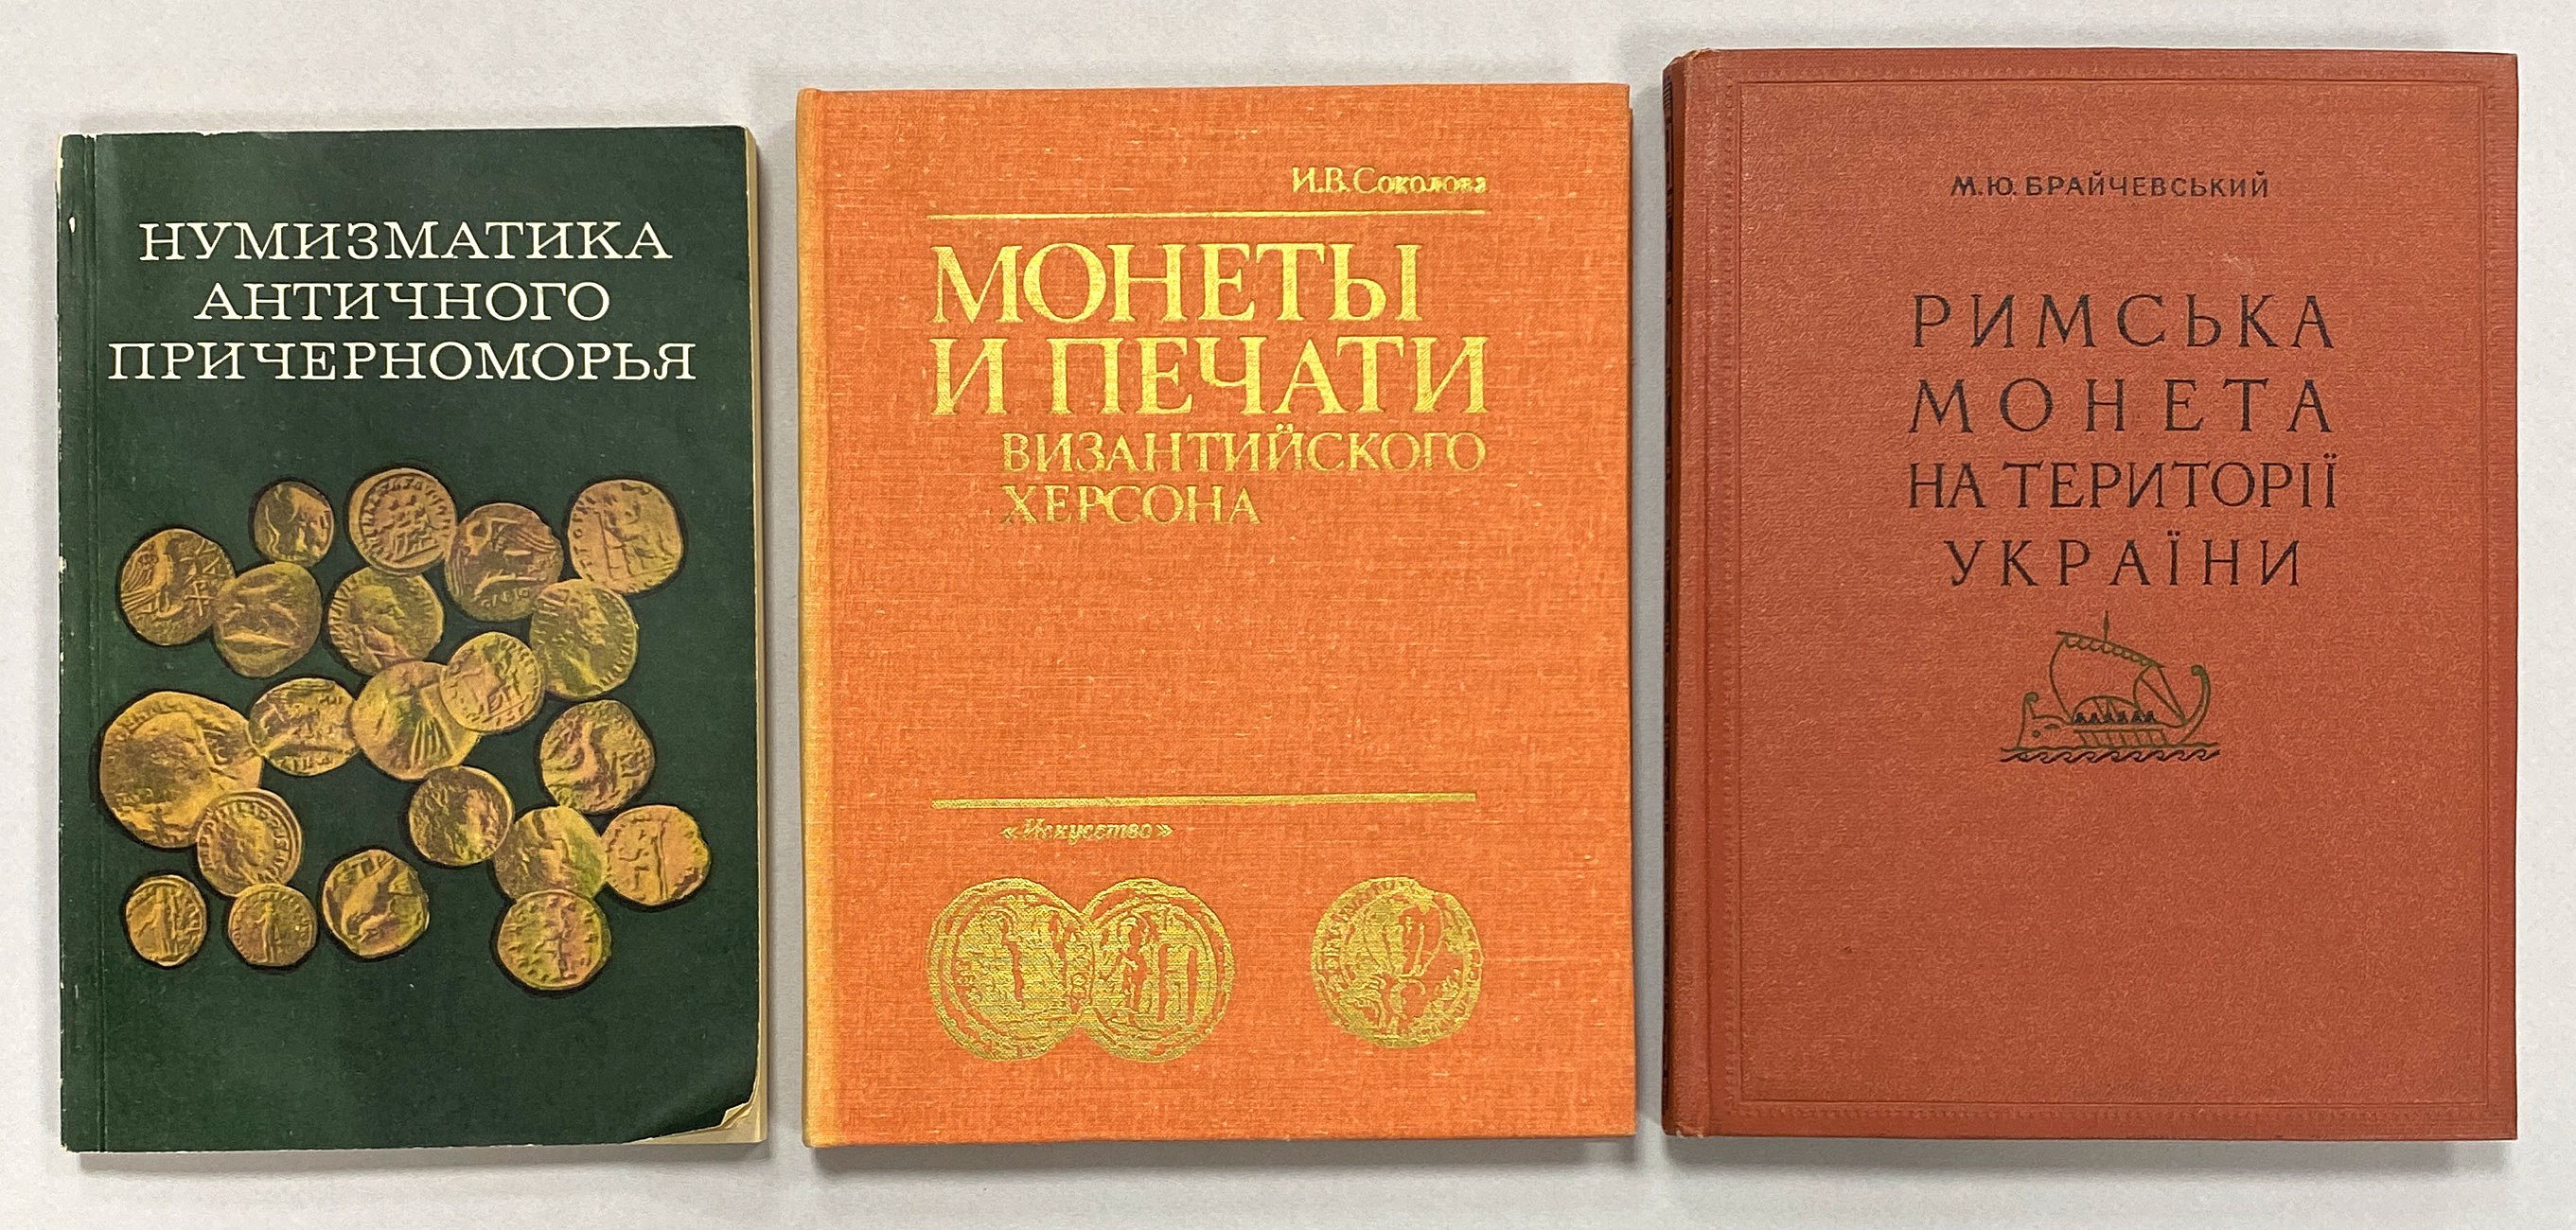 НУМИЗМАТИКА
АНТИЧНОГО
ПРИЧЕРНОМОРЬЯ
И.В.Соколова
МОНЕТЫ
И ПЕЧАТИ
ВИЗАНТИЙСКОГО
ХЕРСОНА
«Искусство»
М.Ю.БРАЙЧЕВСЬКИЙ
РИМСЬКА
МОНЕТА
НА ТЕРИТОРІЇ
УКРАЇНИ